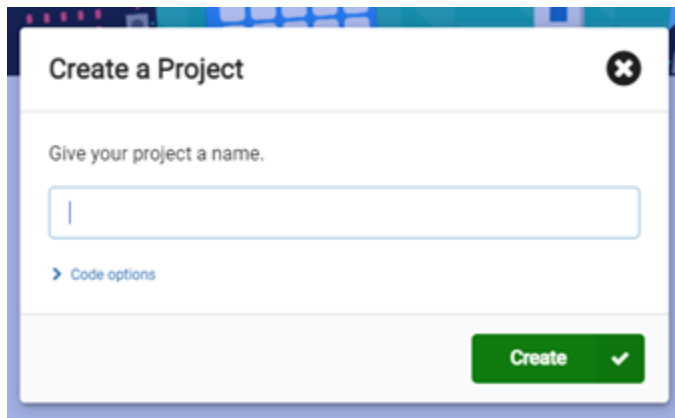 Create a Project
Give your project a name.
Code options
Create